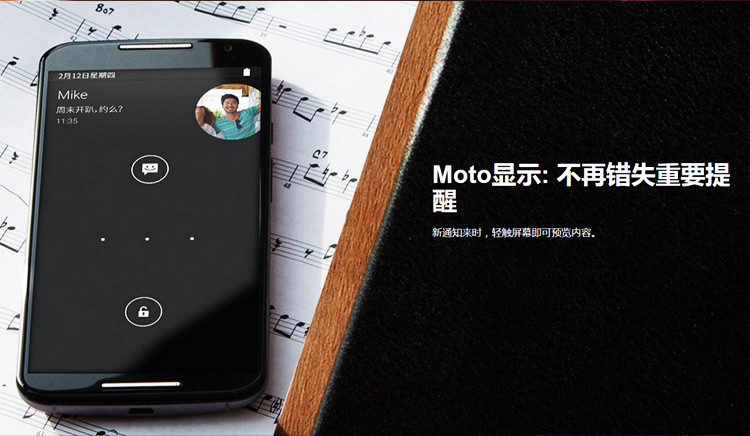 2月12日星期四
Mike
周末开趴,约么?
11:35
Moto显示: 不再错失重要提
醒
新通知来时，轻触屏幕即可预览内容。
8o7
C7